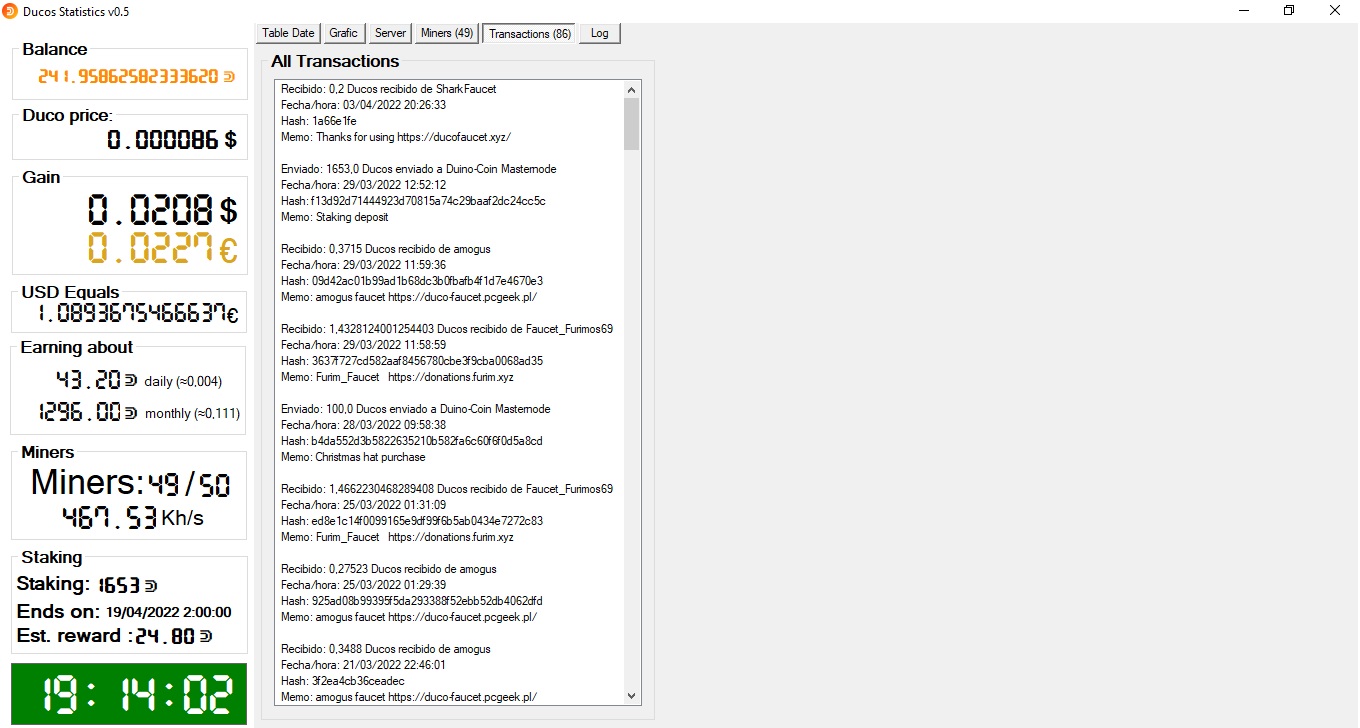 Ducos Statistics v0.5
Table Date Grafic Server Miners (49) Transactions (86) Log
Balance
241.95862582333620
Duco price:
0.000086 $
Gain
0.0208 $
0.0227 €
USD Equals
1.0893675466637€
Earning about
43.20 daily (≈0,004)
1296.00 monthly (≈0,111)
Miners
Miners: 49/50
467.53 Kh/s
Staking
Staking: 1653
Ends on: 19/04/2022 2:00:00
Est. reward :24.80
19: 14:02
All Transactions
Recibido: 0,2 Ducos recibido de SharkFaucet
Fecha/hora: 03/04/2022 20:26:33
Hash: 1a66e1fe
Memo: Thanks for using https://ducofaucet.xyz/
Enviado: 1653,0 Ducos enviado a Duino-Coin Masternode
Fecha/hora: 29/03/2022 12:52:12
Hash: f13d92d71444923d70815a74c29baaf2dc24cc5c
Memo: Staking deposit
Recibido: 0,3715 Ducos recibido de amogus
Fecha/hora: 29/03/2022 11:59:36
Hash: 09d42ac01b99ad1b68dc3b0fbafb4f1d7e4670e3
Memo: amogus faucet https://duco-faucet.pcgeek.pl/
Recibido: 1,4328124001254403 Ducos recibido de Faucet_Furimos69
Fecha/hora: 29/03/2022 11:58:59
Hash: 3637f727cd582aaf8456780cbe3f9cba0068ad35
Memo: Furim_Faucet   https://donations.furim.xyz
Enviado: 100,0 Ducos enviado a Duino-Coin Masternode
Fecha/hora: 28/03/2022 09:58:38
Hash: b4da552d3b5822635210b582fa6c60f6f0d5a8cd
Memo: Christmas hat purchase
Recibido: 1,4662230468289408 Ducos recibido de Faucet_Furimos69
Fecha/hora: 25/03/2022 01:31:09
Hash: ed8e1c14f0099165e9df99f6b5ab0434e7272c83
Memo: Furim_Faucet   https://donations.furim.xyz
Recibido: 0,27523 Ducos recibido de amogus
Fecha/hora: 25/03/2022 01:29:39
Hash: 925ad08b99395f5da293388f52ebb52db4062dfd
Memo: amogus faucet https://duco-faucet.pcgeek.pl/
Recibido: 0,3488 Ducos recibido de amogus
Fecha/hora: 21/03/2022 22:46:01
Hash: 3f2ea4cb36ceadec
Memo: amogus faucet https://duco-faucet.pcgeek.pl/